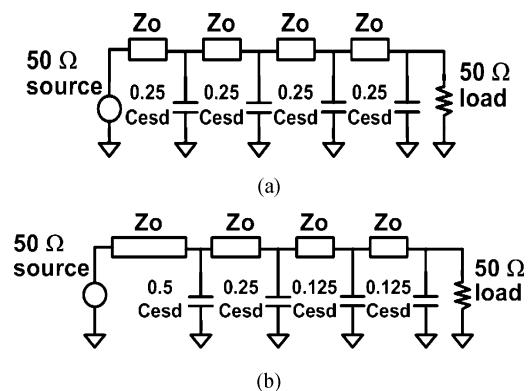 Zo Zo Zo Zo
50 Ω
source
0.25 0.25 0.25 0.25
Cesd Cesd Cesd Cesd
50 Ω
load
(a)
Zo Zo Zo Zo
50 Ω
source
0.5 0.25 0.125 0.125
Cesd Cesd Cesd Cesd
50 Ω
load
(b)